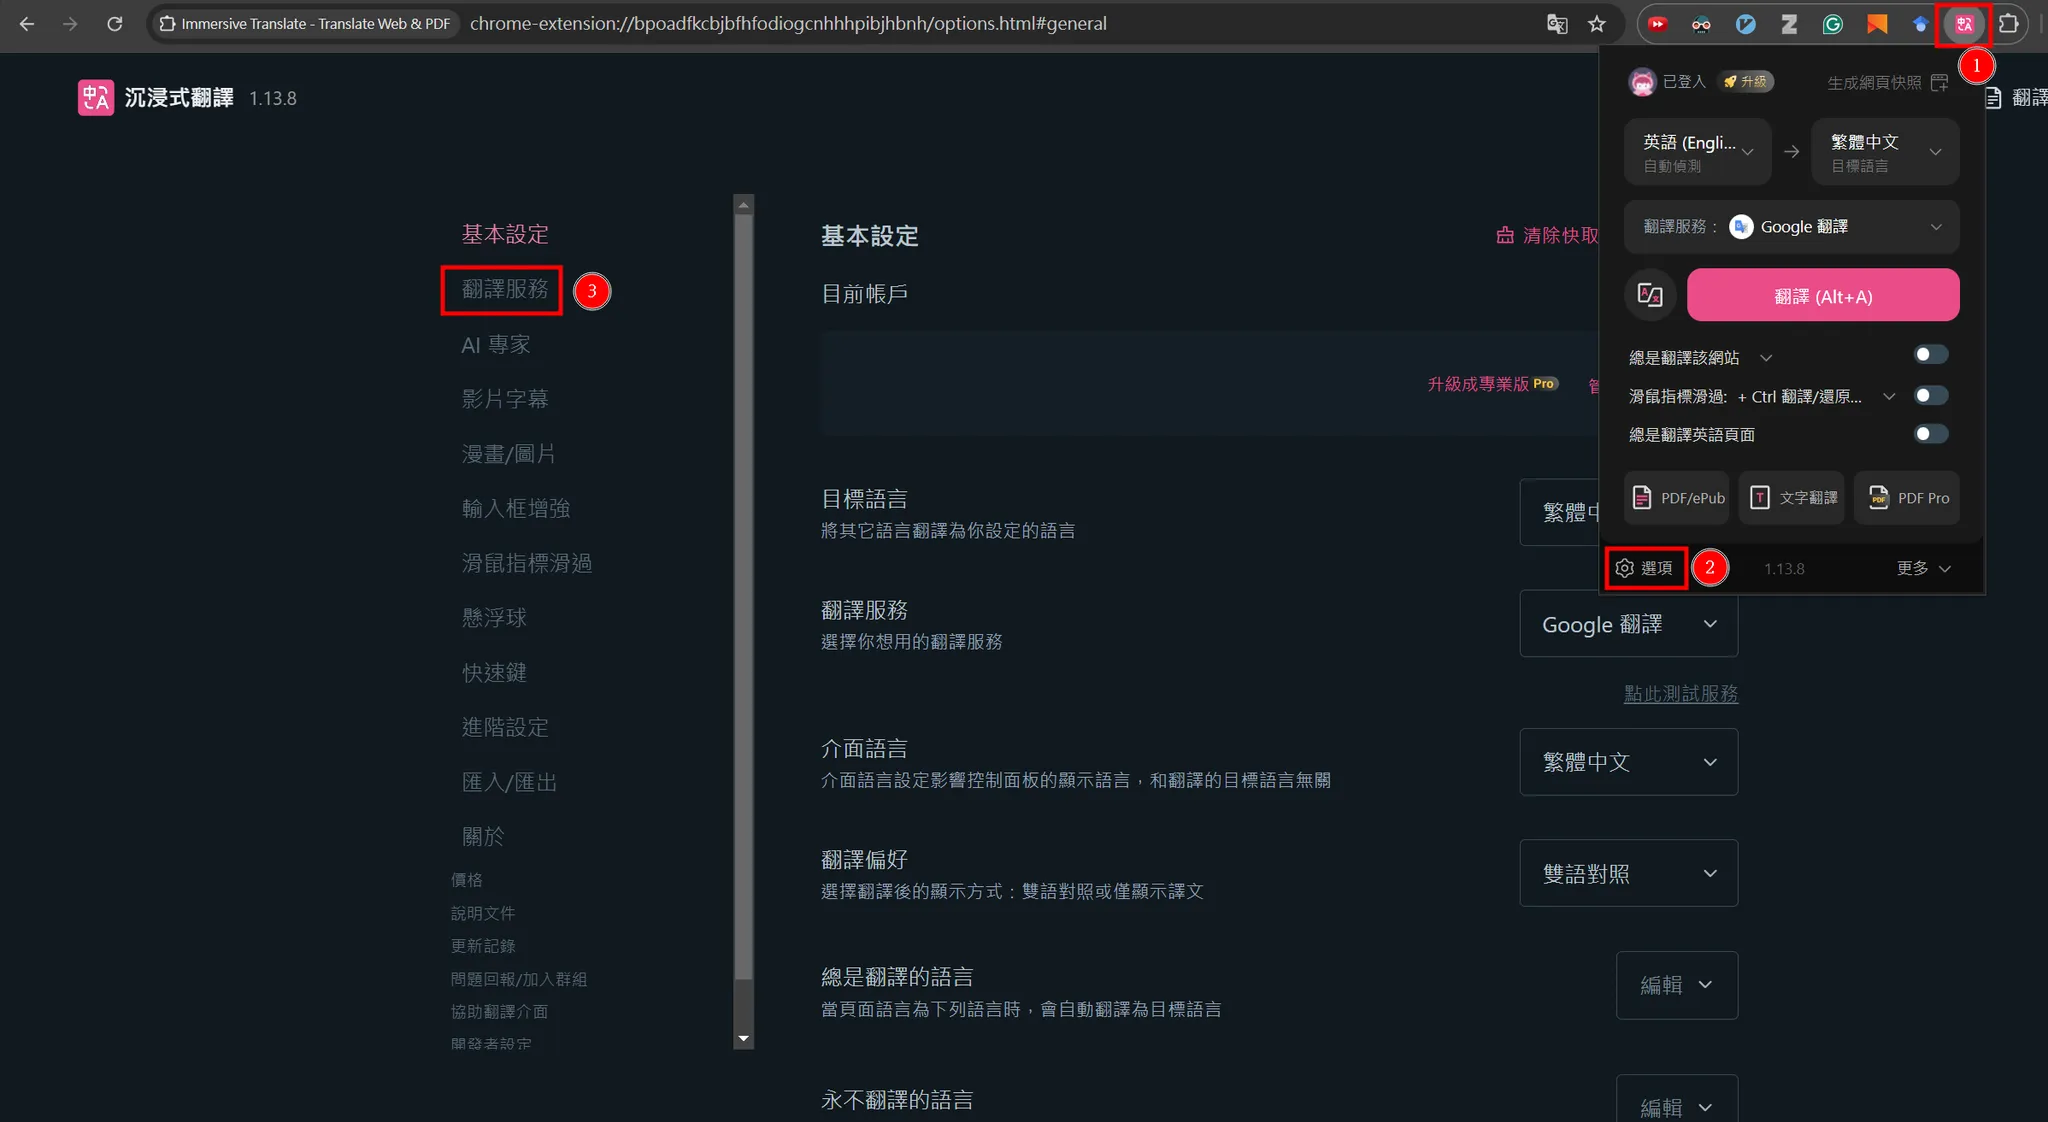 Immersive Translate - Translate Web & PDF
chrome-extension://bpoadfkcbjbfhfodiogcnhhhpibjhbnh/options.html#general
沉浸式翻譯 1.13.8
翻譯
基本設定
翻譯服務
3
AI 專家
影片字幕
漫畫/圖片
輸入框增強
滑鼠指標滑過
懸浮球
快速鍵
進階設定
匯入/匯出
關於
價格
說明文件
更新記錄
問題回報/加入群組
協助翻譯介面
開發者設定
基本設定
清除快取
目前帳戶
升級成專業版 Pro
目標語言
將其它語言翻譯為你設定的語言
繁體中
翻譯服務
選擇你想用的翻譯服務
Google 翻譯
點此測試服務
介面語言
介面語言設定影響控制面板的顯示語言，和翻譯的目標語言無關
繁體中文
翻譯偏好
選擇翻譯後的顯示方式：雙語對照或僅顯示譯文
雙語對照
總是翻譯的語言
當頁面語言為下列語言時，會自動翻譯為目標語言
編輯
永不翻譯的語言
編輯
1
已登入 升級 生成網頁快照
英語 (Engli...
自動偵測
繁體中文
目標語言
翻譯服務： Google 翻譯
翻譯 (Alt+A)
總是翻譯該網站
滑鼠指標滑過: + Ctrl 翻譯/還原...
總是翻譯英語頁面
PDF/ePub
文字翻譯
PDF Pro
選項
2
1.13.8
更多